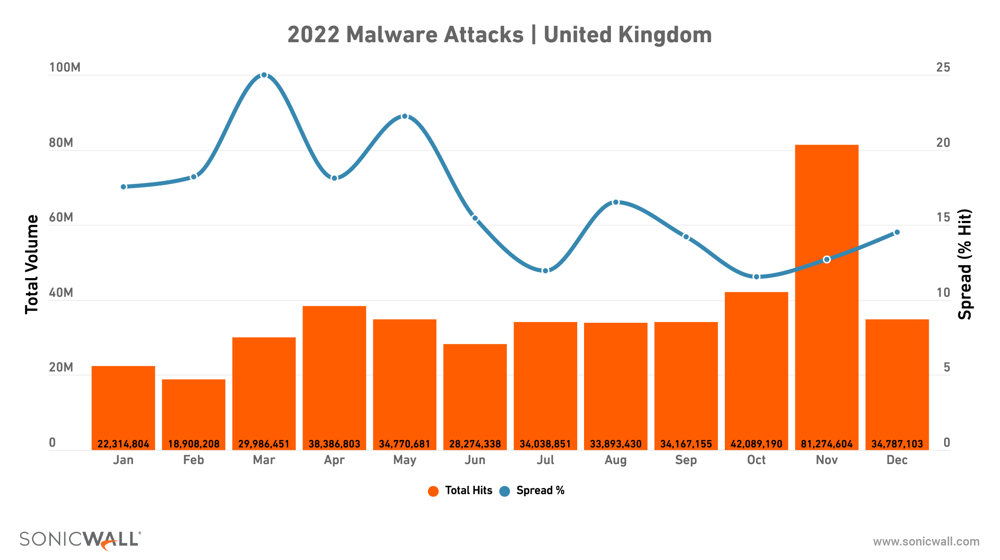 2022 Malware Attacks | United Kingdom
100M
80M
60M
40M
20M
0
Total Volume
25
20
15
10
5
0
Spread (% Hit)
22,314,804 18,908,208 29,986,451 38,386,803 34,770,681 28,274,338 34,038,851 33,893,430 34,167,155 42,089,190 81,274,604 34,787,103
Jan Feb Mar Apr May Jun Jul Aug Sep Oct Nov Dec
Total Hits Spread %
SONICWALL®
www.sonicwall.com